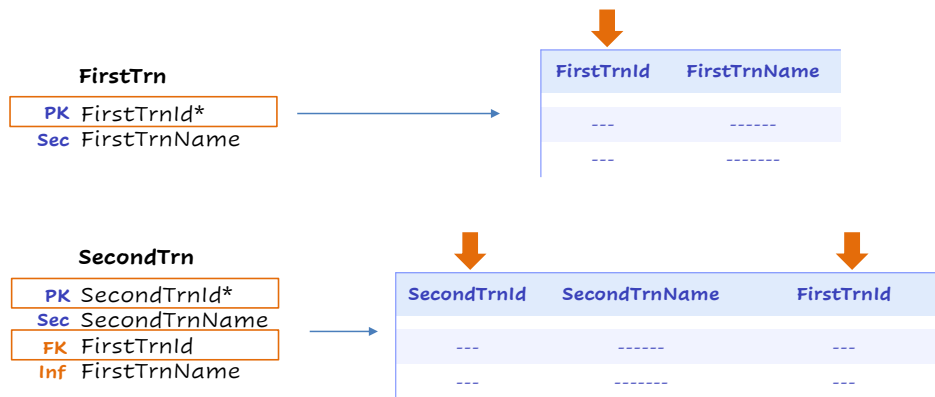 FirstTrn
PK FirstTrnId*
Sec FirstTrnName
FirstTrnId FirstTrnName
--- ------
--- -------
SecondTrn
PK SecondTrnId*
Sec SecondTrnName
FK FirstTrnId
Inf FirstTrnName
SecondTrnId SecondTrnName FirstTrnId
--- ------ ---
--- ------- ---